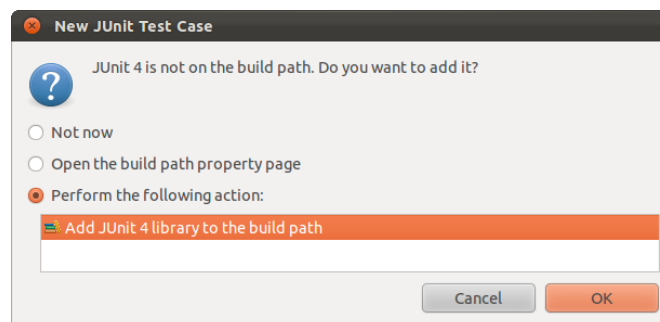 New JUnit Test Case
JUnit 4 is not on the build path. Do you want to add it?
Not now
Open the build path property page
Perform the following action:
Add JUnit 4 library to the build path
Cancel OK